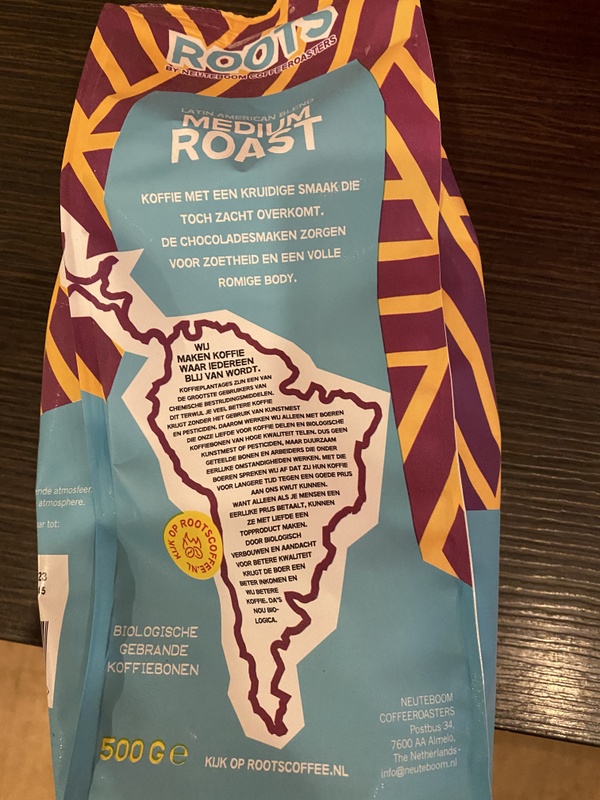 ROOTS
BY NEUTEBOOM COFFEEROASTERS
LATIN AMERICAN BLEND
MEDIUM
ROAST
KOFFIE MET EEN KRUIDIGE SMAAK DIE
TOCH ZACHT OVERKOMT.
DE CHOCOLADESMAKEN ZORGEN
VOOR ZOETHEID EN EEN VOLLE
ROMIGE BODY.
WIJ
MAKEN KOFFIE
WAAR IEDEREEN
BLIJ VAN WORDT.
KOFFIEPLANTAGES ZIJN EEN VAN
DE GROOTSTE GEBRUIKERS VAN
CHEMISCHE BESTRIJDINGSMIDDELEN.
DIT TERWIJL JE VEEL BETERE KOFFIE
KRIJGT ZONDER HET GEBRUIK VAN KUNSTMEST
EN PESTICIDEN. DAAROM WERKEN WIJ ALLEEN MET BOEREN
DIE ONZE LIEFDE VOOR KOFFIE DELEN EN BIOLOGISCHE
KOFFIEBONEN VAN HOGE KWALITEIT TELEN. DUS GEEN
KUNSTMEST OF PESTICIDEN, MAAR DUURZAAM
GETEELDE BONEN EN ARBEIDERS DIE ONDER
EERLIJKE OMSTANDIGHEDEN WERKEN. MET DIE
BOEREN SPREKEN WIJ AF DAT ZIJ HUN KOFFIE
VOOR LANGERE TIJD TEGEN EEN GOEDE PRIJS
AAN ONS KWIJT KUNNEN.
WANT ALLEEN ALS JE MENSEN EEN
EERLIJKE PRIJS BETAALT, KUNNEN
ZE MET LIEFDE EEN
TOPPRODUCT MAKEN.
DOOR BIOLOGISCH
VERBOUWEN EN AANDACHT
VOOR BETERE KWALITEIT
KRIJGT DE BOER EEN
BETER INKOMEN EN
WIJ BETERE
KOFFIE. DA'S
NOU BIO-
LOGICA.
KIJK OP ROOTSCOFFEE.NL
nde atmosfeer.
atmosphere.
ar tot:
23
BIOLOGISCHE
GEBRANDE
KOFFIEBONEN
500 G ℮
KIJK OP ROOTSCOFFEE.NL
NEUTEBOOM
COFFEEROASTERS
Postbus 34,
7600 AA Almelo,
The Netherlands -
info@neuteboom.nl